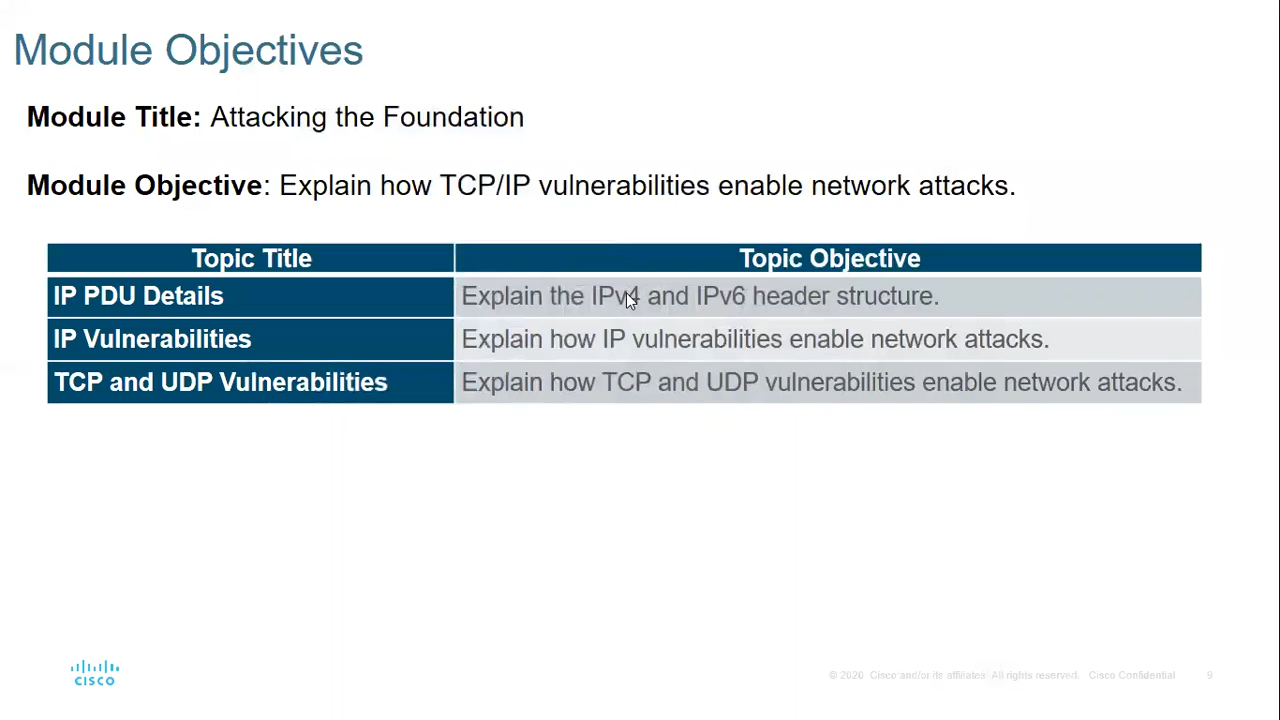 Module Objectives
Module Title: Attacking the Foundation
Module Objective: Explain how TCP/IP vulnerabilities enable network attacks.
Topic Title Topic Objective
IP PDU Details Explain the IPv4 and IPv6 header structure.
IP Vulnerabilities Explain how IP vulnerabilities enable network attacks.
TCP and UDP Vulnerabilities Explain how TCP and UDP vulnerabilities enable network attacks.
CISCO
© 2020 Cisco and/or its affiliates. All rights reserved. Cisco Confidential 9